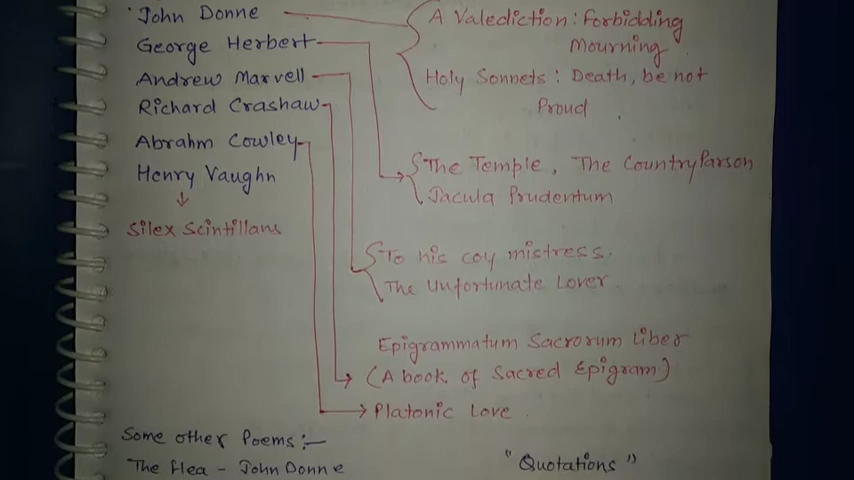 John Donne
George Herbert
Andrew Marvell
Richard Crashaw
Abrahm Cowley
Henry Vaughn
Silex Scintillans
A Valediction: Forbidding
Mourning
Holy Sonnets: Death, be not
Proud
The Temple, The Country Parson
Jacula Prudentum
To his coy mistress.
The Unfortunate Lover
Epigrammatum Sacrorum Liber
(A book of Sacred Epigram)
Platonic Love.
Some other Poems:-
The flea - John Donne
"Quotations"